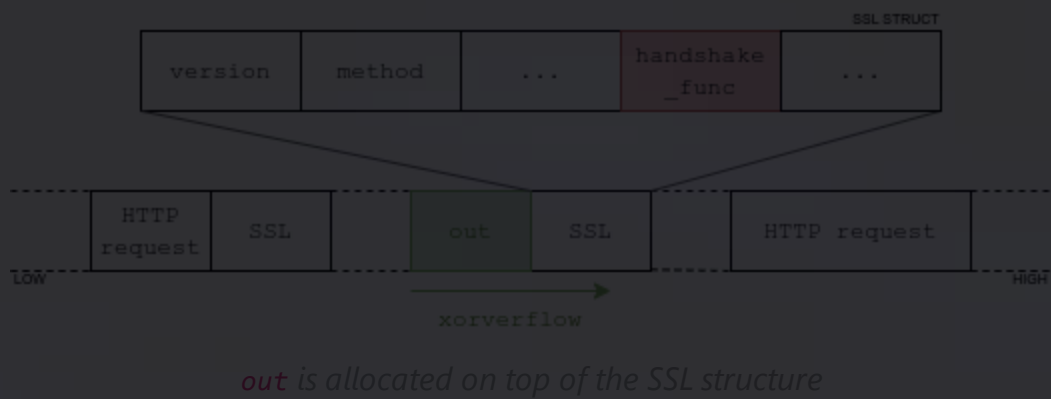 SSL STRUCT
version
method
...
handshake
_func
...
HTTP
request
SSL
out
SSL
HTTP request
LOW
HIGH
xorverflow
out is allocated on top of the SSL structure